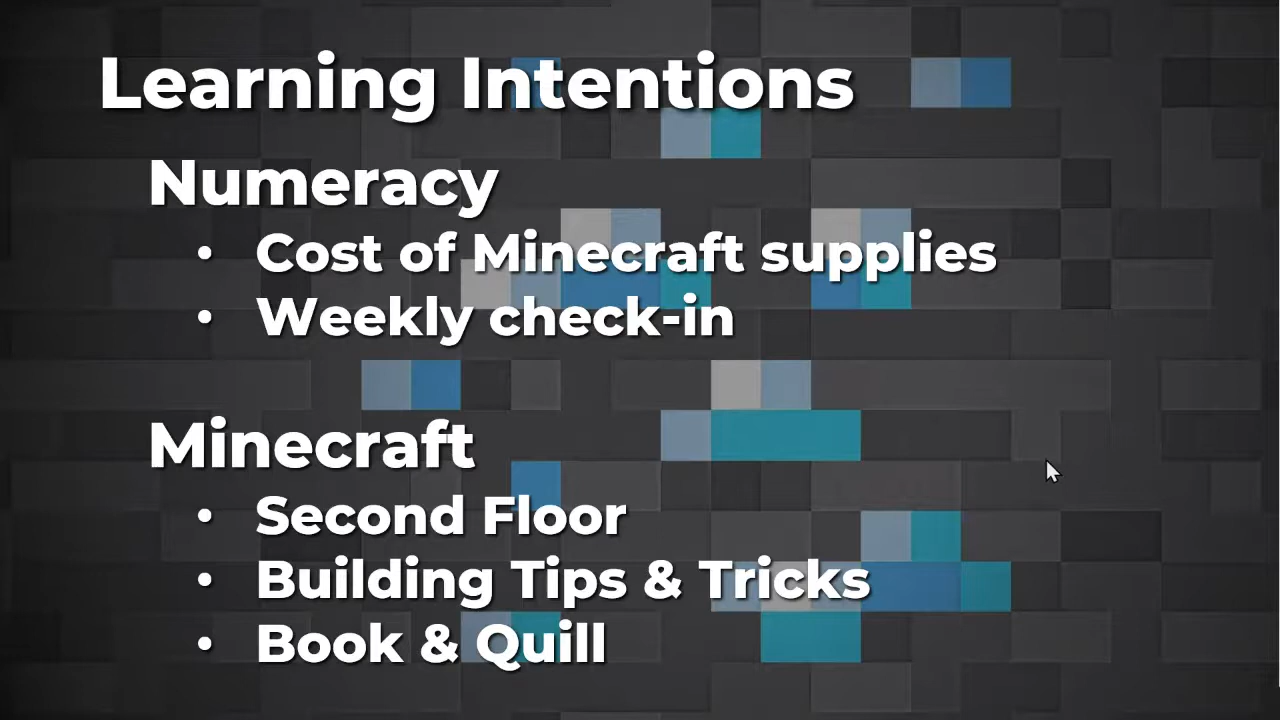 Learning Intentions
Numeracy
• Cost of Minecraft supplies
• Weekly check-in
Minecraft
• Second Floor
• Building Tips & Tricks
• Book & Quill